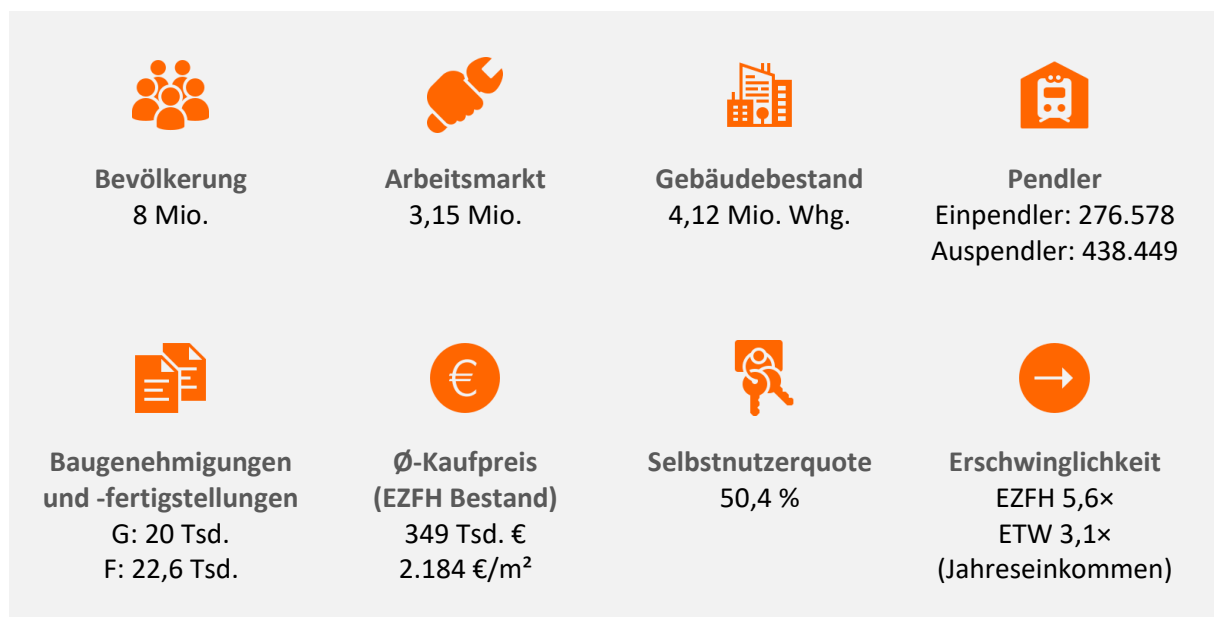 Bevölkerung
8 Mio.
Arbeitsmarkt
3,15 Mio.
Gebäudebestand
4,12 Mio. Whg.
Pendler
Einpendler: 276.578
Auspendler: 438.449
Baugenehmigungen
und -fertigstellungen
G: 20 Tsd.
F: 22,6 Tsd.
€
Ø-Kaufpreis
(EZFH Bestand)
349 Tsd. €
2.184 €/m²
Selbstnutzerquote
50,4 %
Erschwinglichkeit
EZFH 5,6×
ETW 3,1×
(Jahreseinkommen)